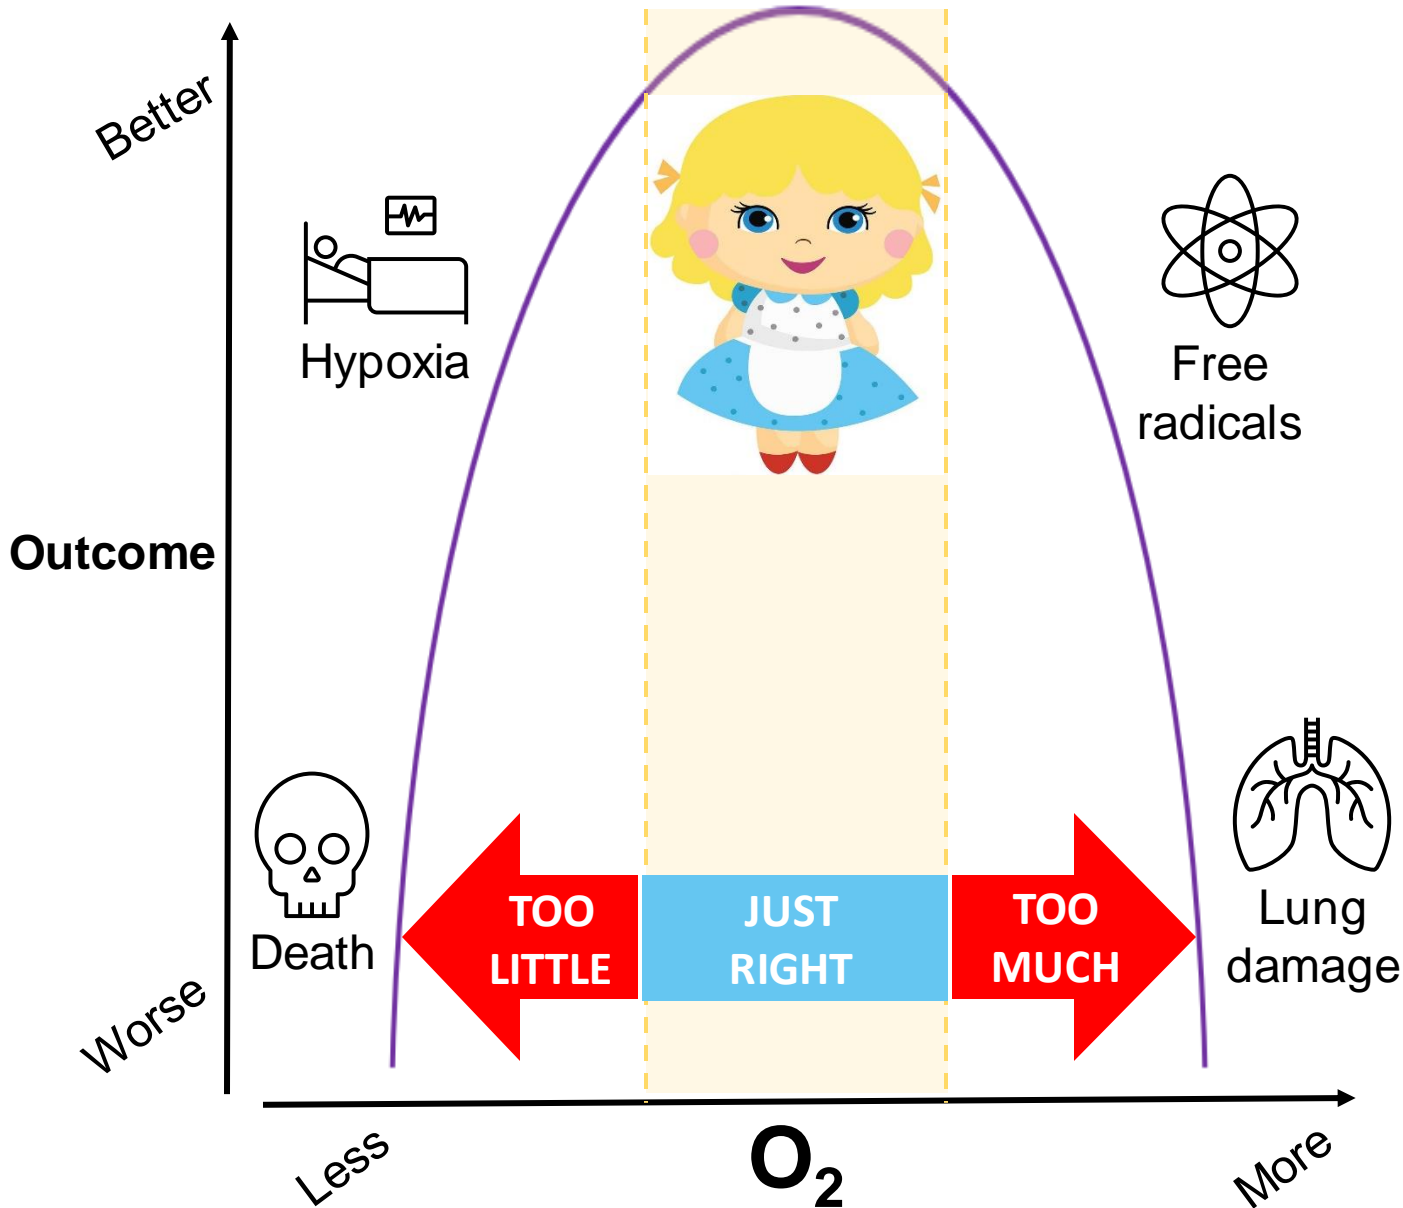 Better
Hypoxia
Free
radicals
Outcome
TOO
LITTLE
JUST
RIGHT
TOO
MUCH
Death
Lung
damage
Worse
Less
O₂
More